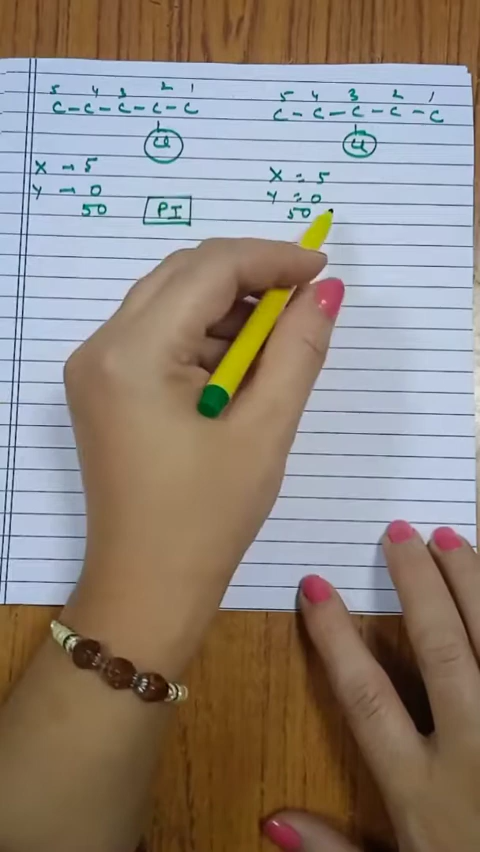 5 4 3 2 1
C - C - C - C - C
Cl
X → 5
Y → 0
50
PI
5 4 3 2 1
C - C - C - C - C
Cl
X = 5
Y = 0
50